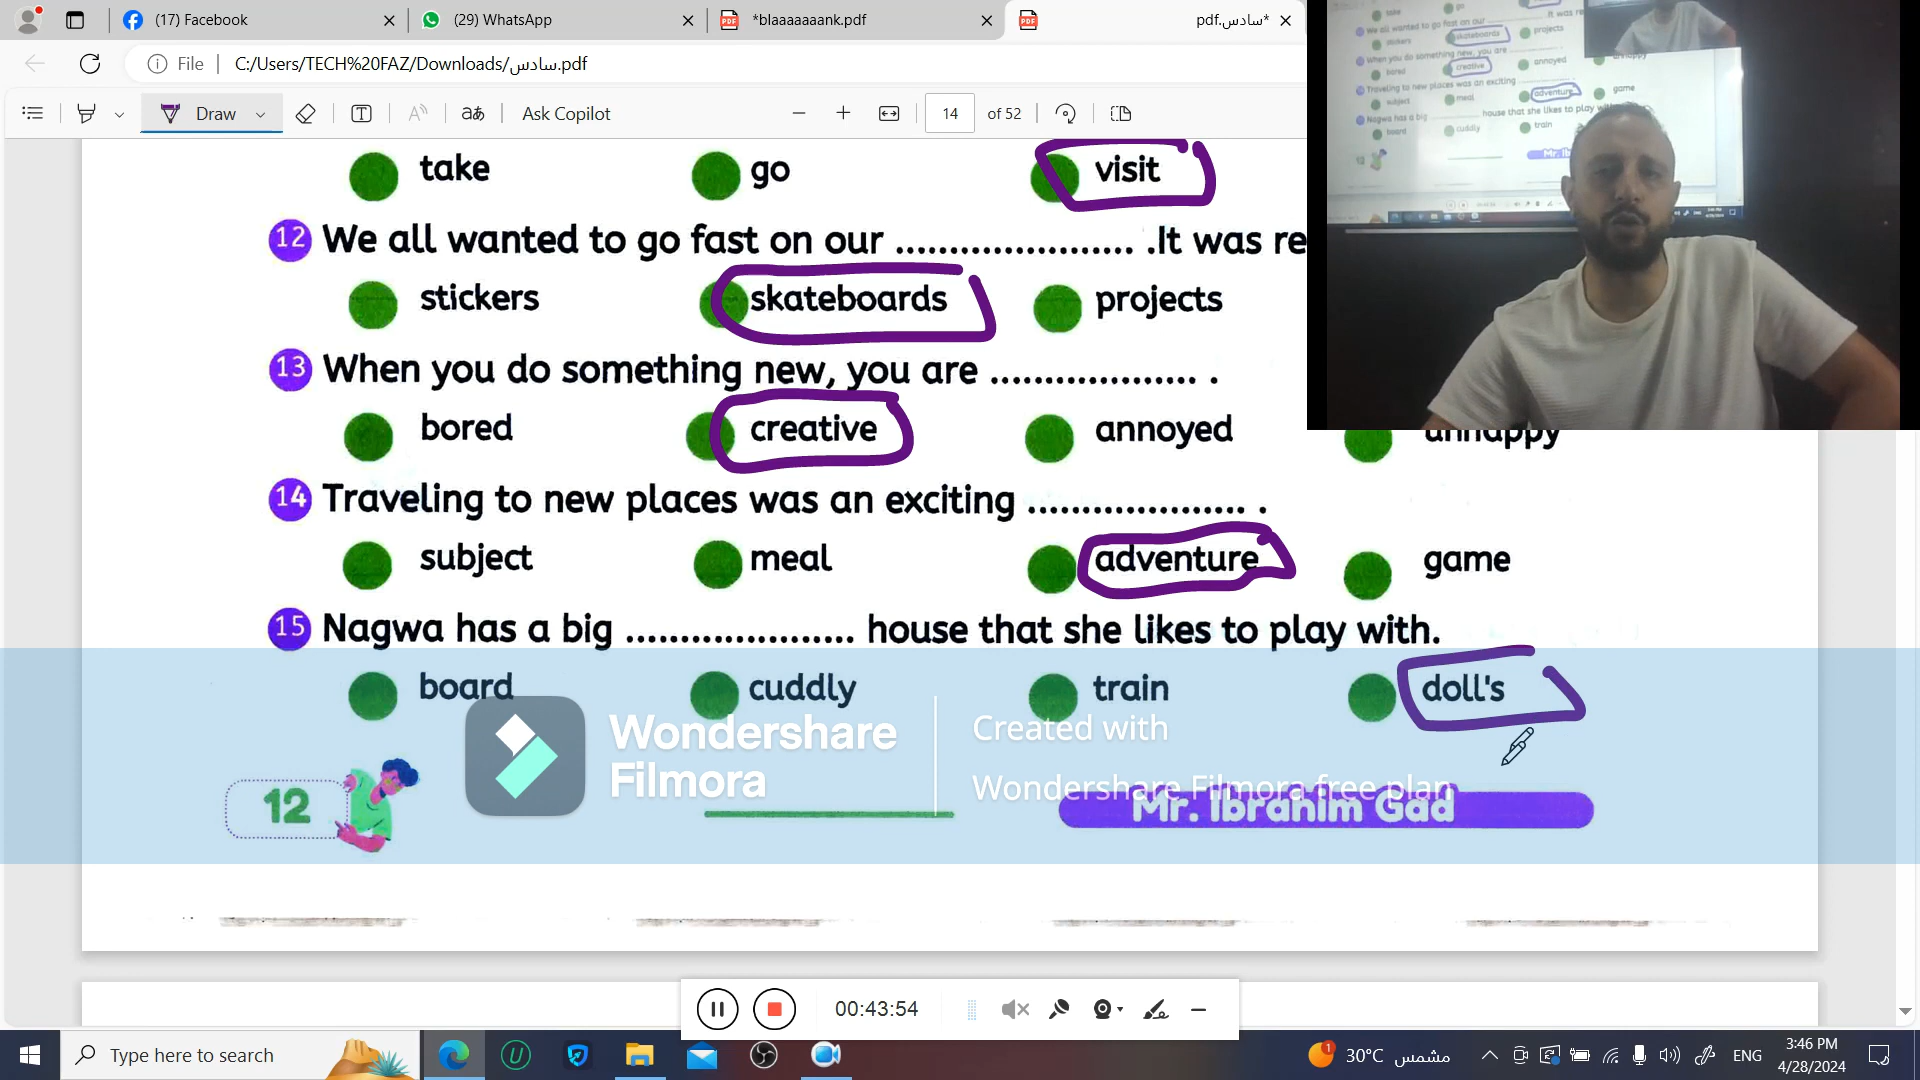 (17) Facebook
(29) WhatsApp
*blaaaaaaank.pdf
*سادس.pdf
File
C:/Users/TECH%20FAZ/Downloads/سادس.pdf
Draw
Ask Copilot
14 of 52
take go visit
12 We all wanted to go fast on our ...................... .It was re
stickers skateboards projects
13 When you do something new, you are ................... .
bored creative annoyed unhappy
14 Traveling to new places was an exciting .................... .
subject meal adventure game
15 Nagwa has a big ..................... house that she likes to play with.
board cuddly train doll's
Wondershare
Filmora
Created with
Wondershare Filmora free plan
12
Mr. Ibrahim Gad
00:43:54
Type here to search
30°C مشمس
ENG
3:46 PM
4/28/2024